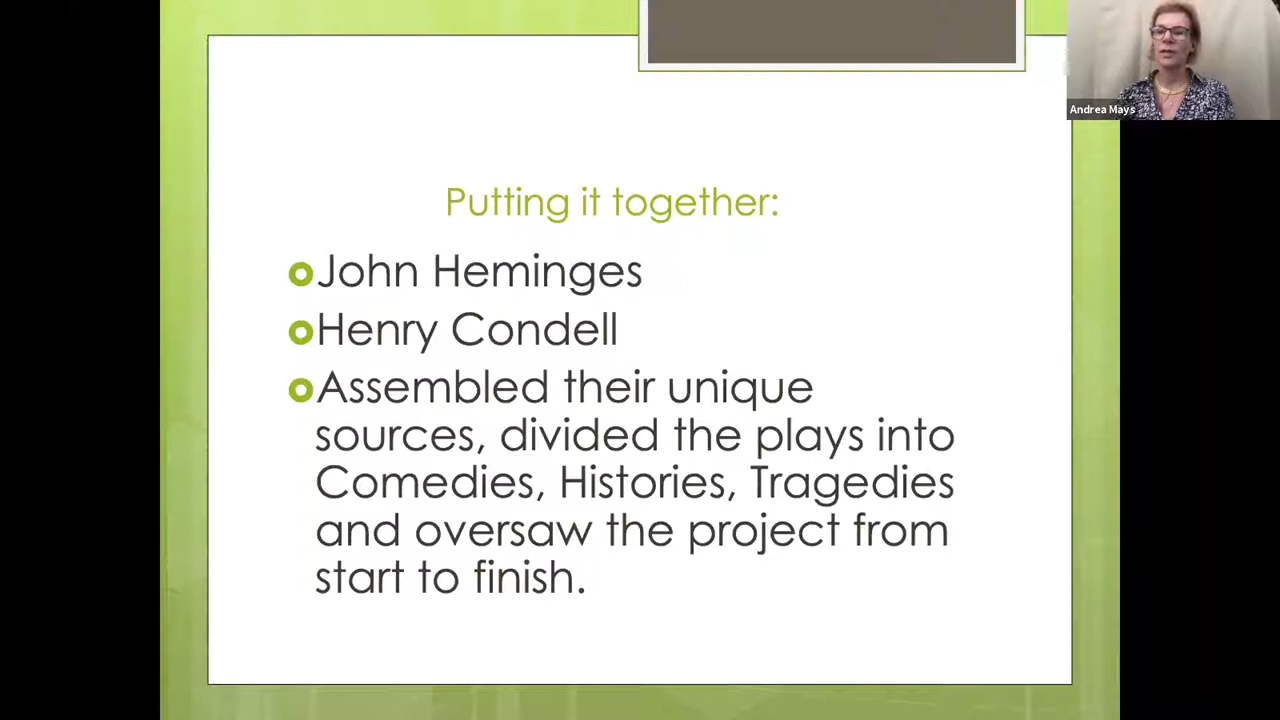 Andrea Mays
Putting it together:
John Heminges
Henry Condell
Assembled their unique
sources, divided the plays into
Comedies, Histories, Tragedies
and oversaw the project from
start to finish.